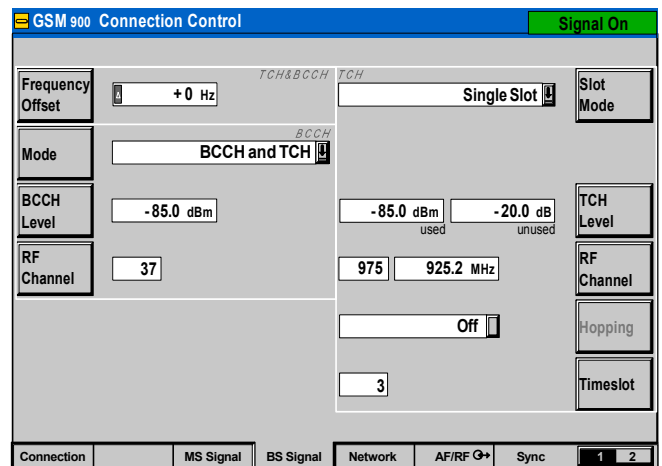 GSM 900 Connection Control
Signal On
TCH&BCCH
TCH
Frequency
Offset
+0 Hz
Single Slot
Slot
Mode
BCCH
Mode
BCCH and TCH
BCCH
Level
-85.0 dBm
-85.0 dBm
used
-20.0 dB
unused
TCH
Level
RF
Channel
37
975
925.2 MHz
RF
Channel
Off
Hopping
3
Timeslot
Connection MS Signal BS Signal Network AF/RF Sync 1 2